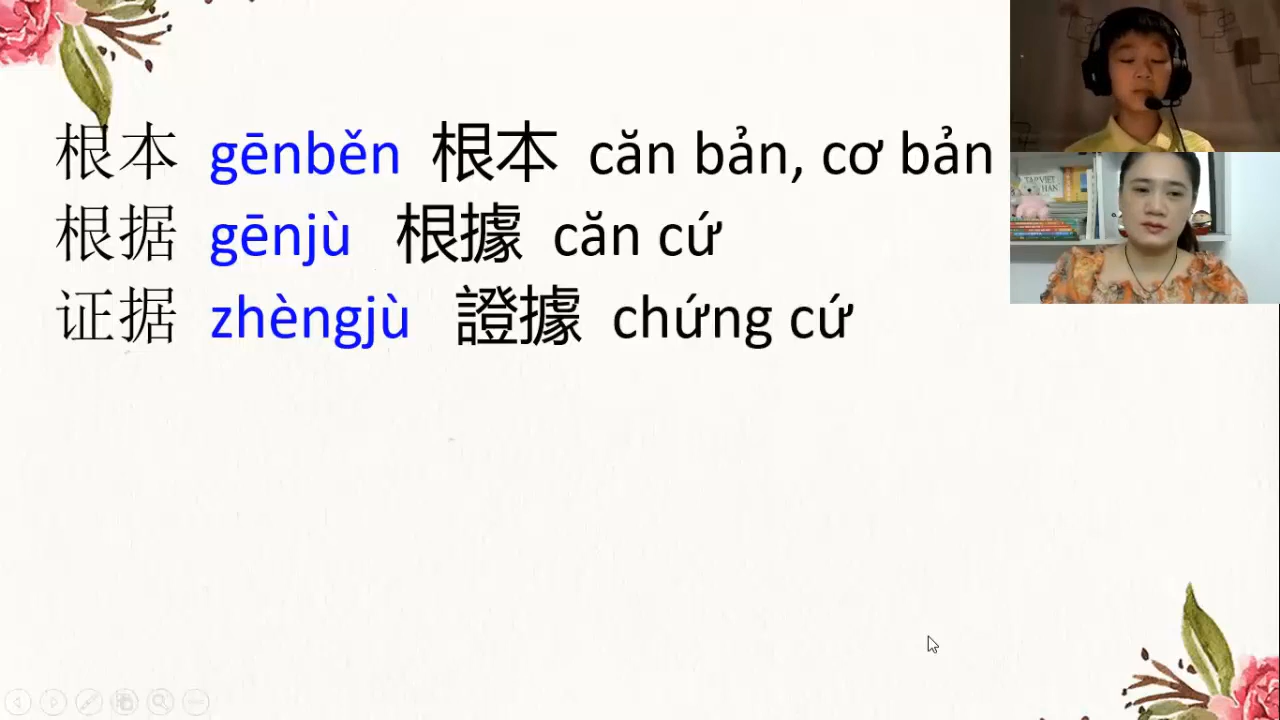 根本 gēnběn 根本 căn bản, cơ bản
根据 gēnjù 根據 căn cứ
证据 zhèngjù 證據 chứng cứ